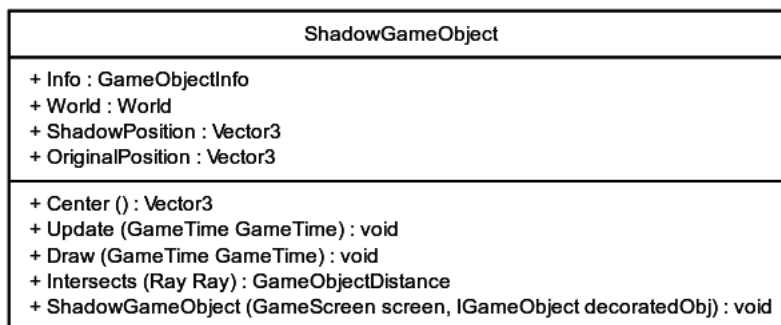 ShadowGameObject
+ Info : GameObjectInfo
+ World : World
+ ShadowPosition : Vector3
+ OriginalPosition : Vector3
+ Center () : Vector3
+ Update (GameTime GameTime) : void
+ Draw (GameTime GameTime) : void
+ Intersects (Ray Ray) : GameObjectDistance
+ ShadowGameObject (GameScreen screen, IGameObject decoratedObj) : void